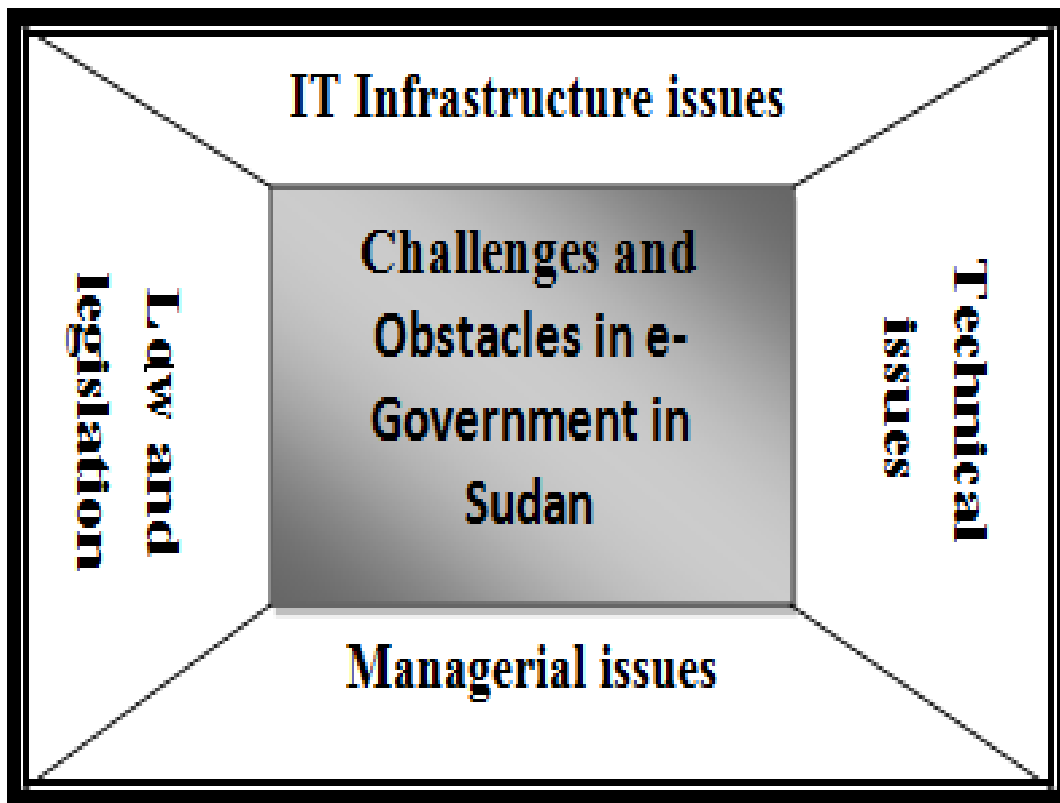 IT Infrastructure issues
Challenges and
Obstacles in e-
Government in
Sudan
Law and
legislation
Technical
issues
Managerial issues